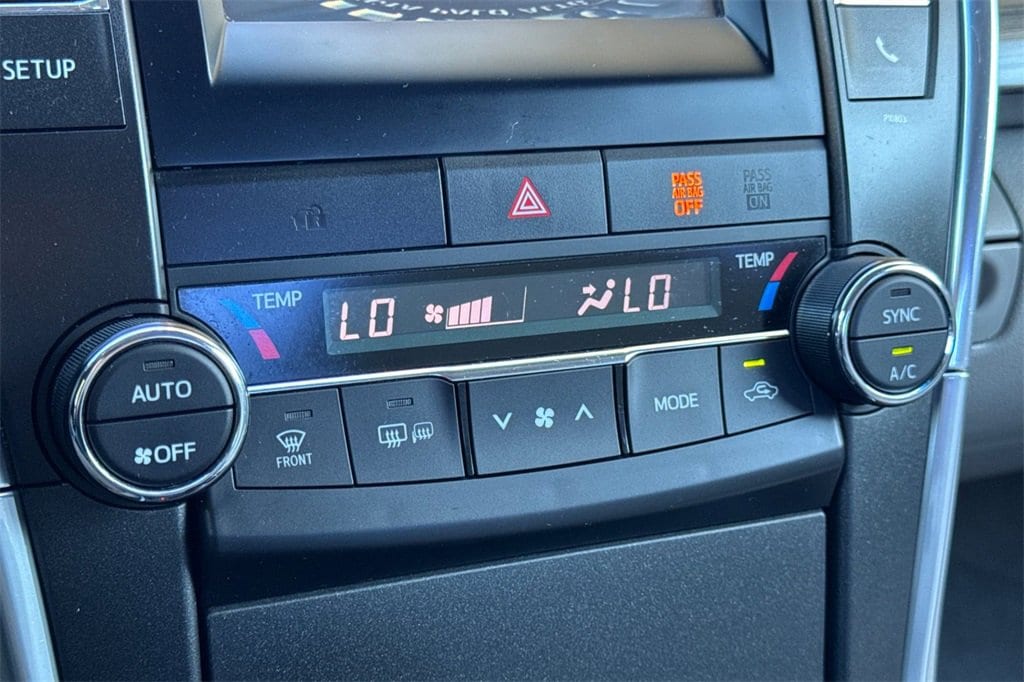 SETUP
PASS
AIR BAG
OFF
PASS
AIR BAG
ON
TEMP
LO
LO
TEMP
AUTO
OFF
FRONT
MODE
SYNC
A/C